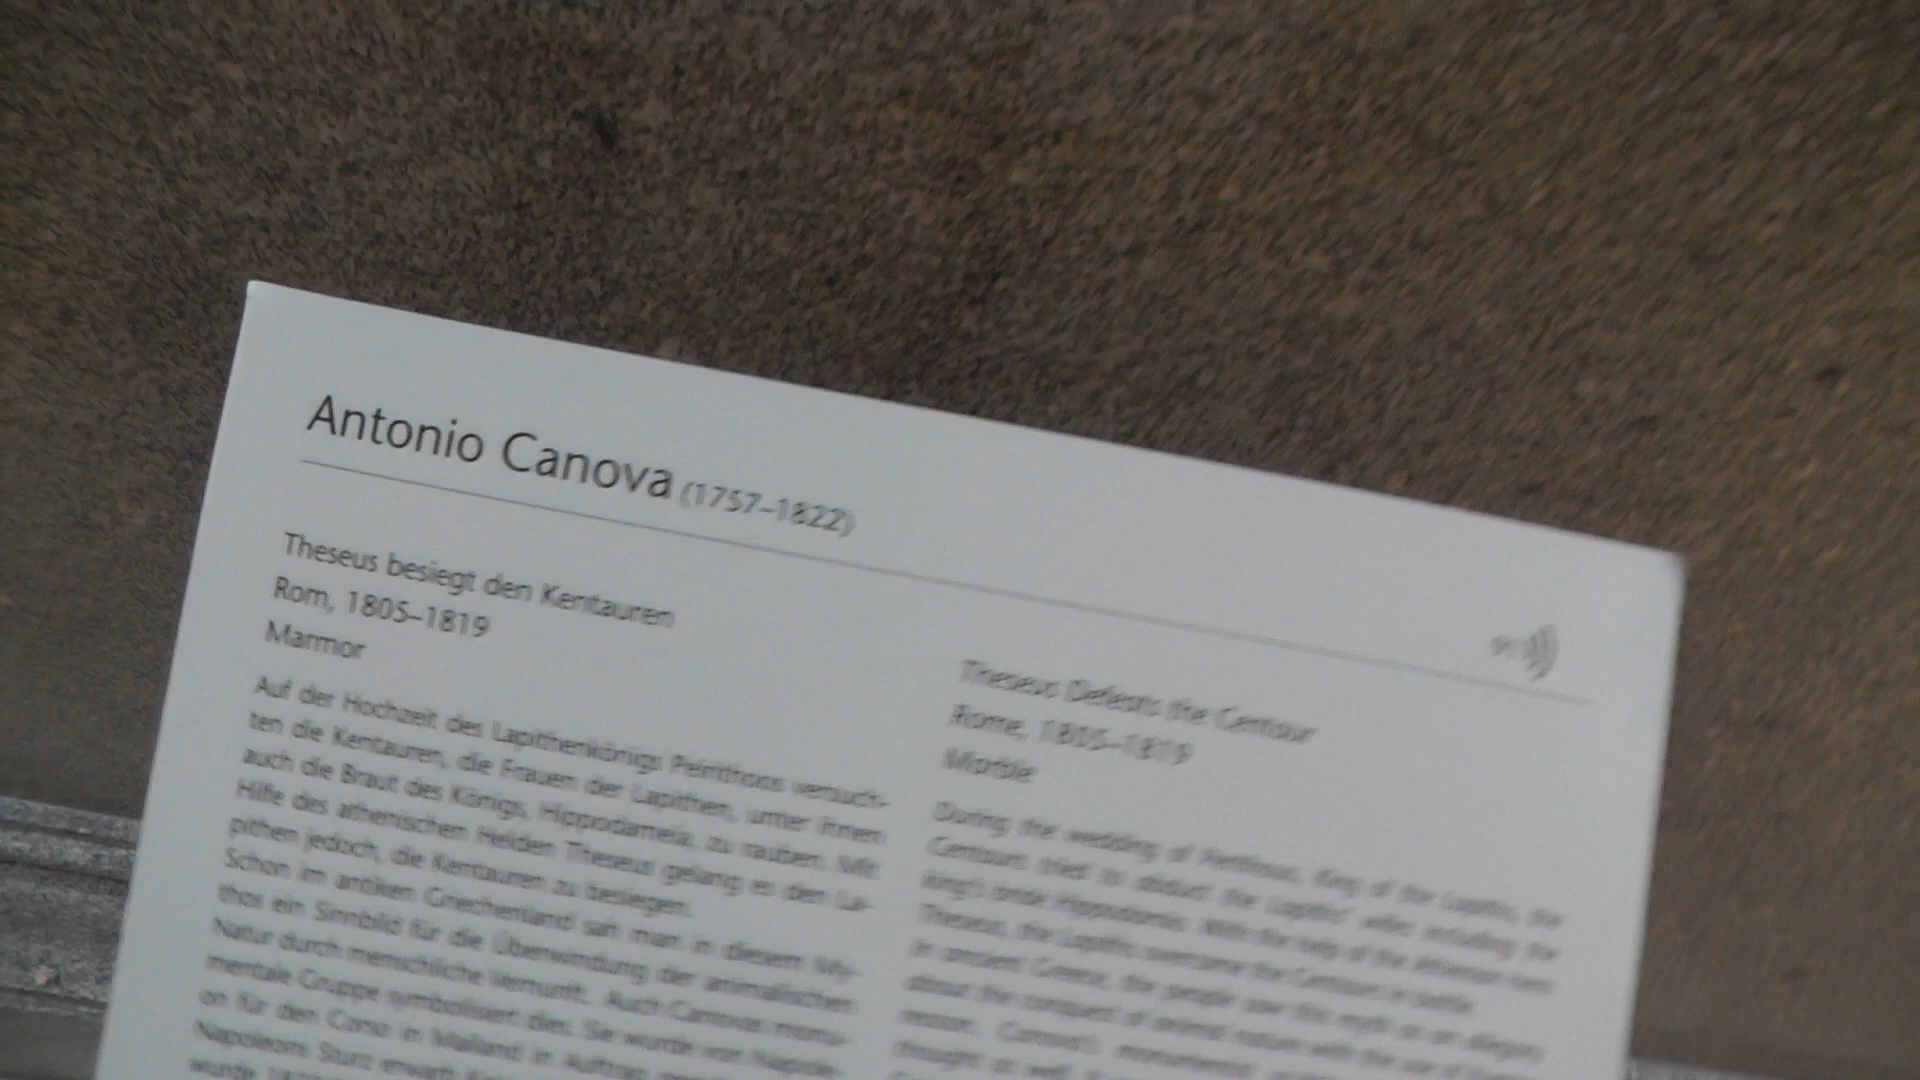 Antonio Canova (1757–1822)
Theseus besiegt den Kentauren
Rom, 1805–1819
Marmor
Auf der Hochzeit des Lapithenkönigs Peirithoos versuch-
ten die Kentauren, die Frauen der Lapithen, unter ihnen
auch die Braut des Königs, Hippodameia, zu rauben. Mit
Hilfe des athenischen Helden Theseus gelang es den La-
pithen jedoch, die Kentauren zu besiegen.
Schon im antiken Griechenland sah man in diesem My-
thos ein Sinnbild für die Überwindung der animalischen
Natur durch menschliche Vernunft. Auch Canovas monu-
mentale Gruppe symbolisiert dies. Sie wurde von Napole-
on für den Corso in Mailand in Auftrag
Napoleons Sturz erwarb
wurde
Theseus Defeats the Centaur
Rome, 1805–1819
Marble
During the wedding of Peirithous, King of the Lapiths, the
Centaurs tried to abduct the Lapiths' wives including the
King's bride Hippodamia. With the help of the Athenian hero
Theseus, the Lapiths overcame the Centaurs in battle.
In ancient Greece, the people saw this myth as an allegory
about the conquest of animal nature with the use of
reason. Canova's monumental
thought as well.